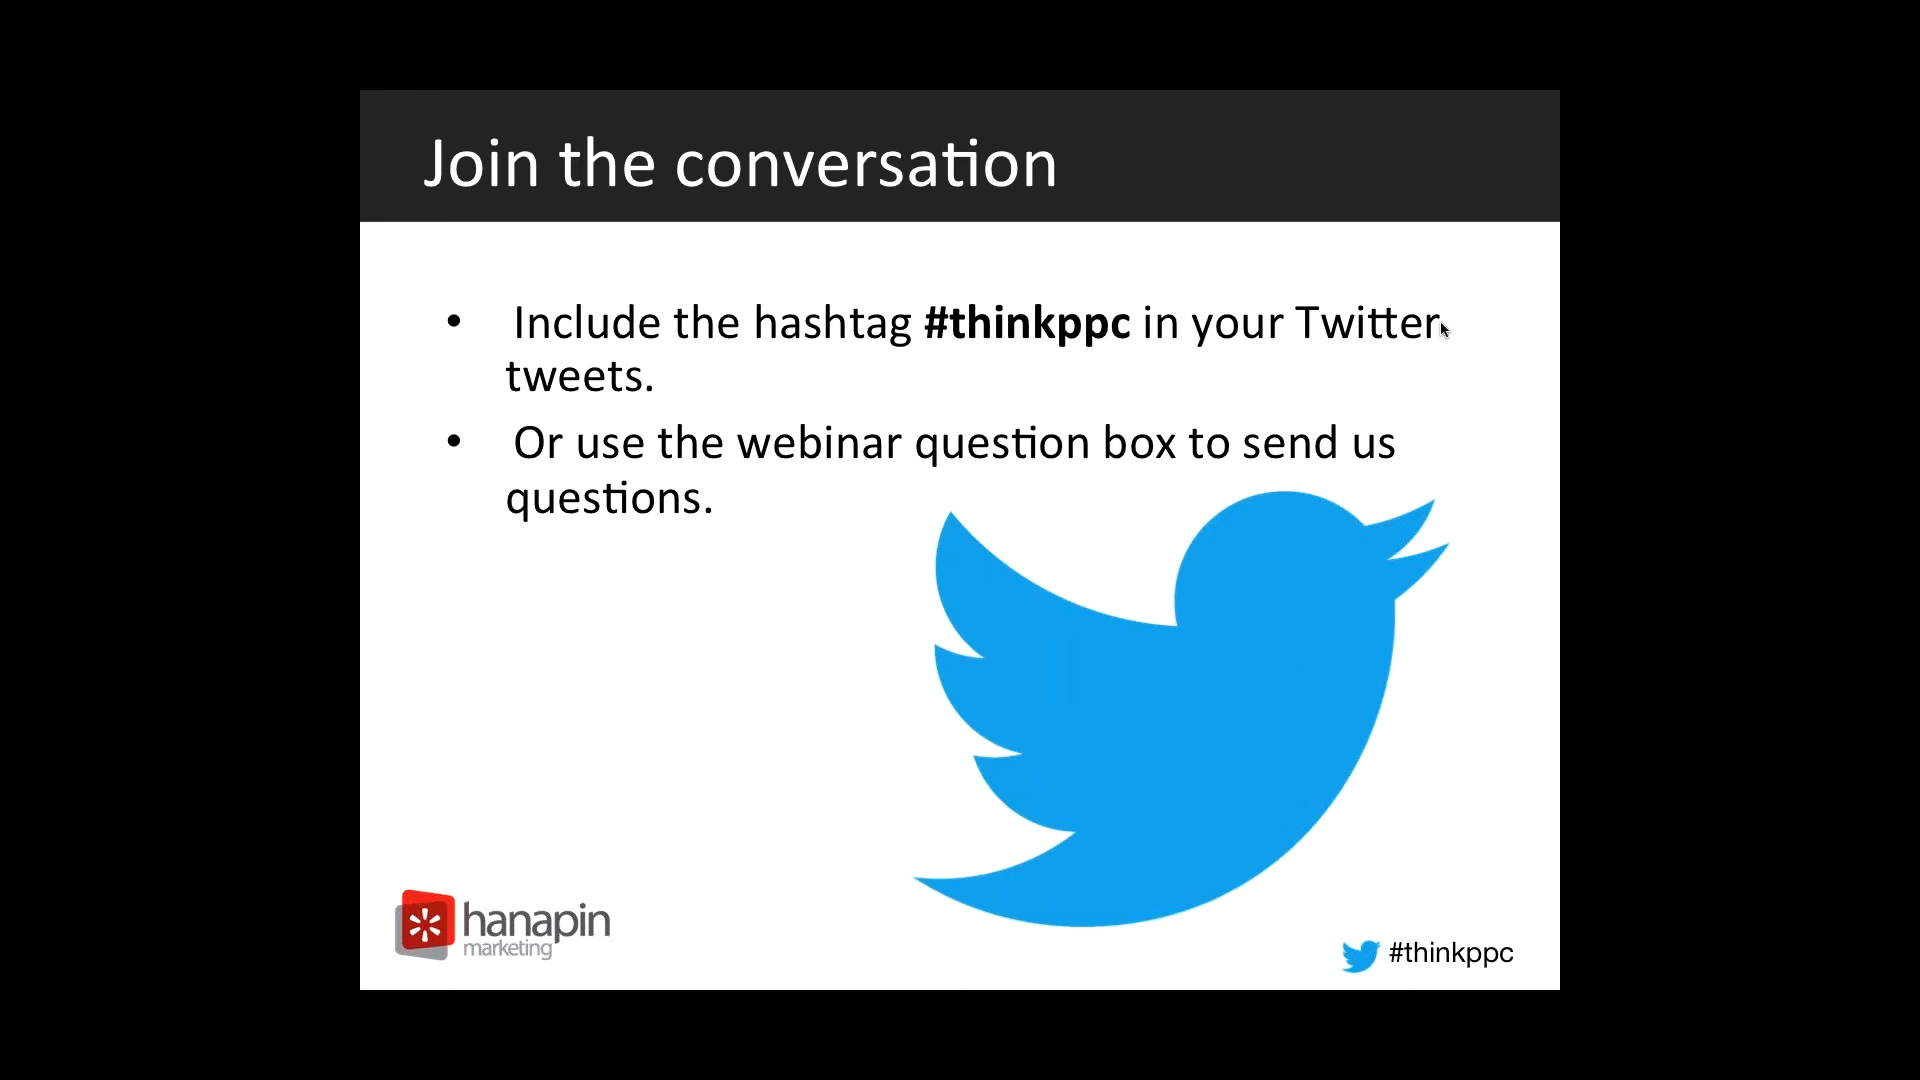 Join the conversation
• Include the hashtag #thinkppc in your Twitter
tweets.
• Or use the webinar question box to send us
questions.
hanapin
marketing
#thinkppc